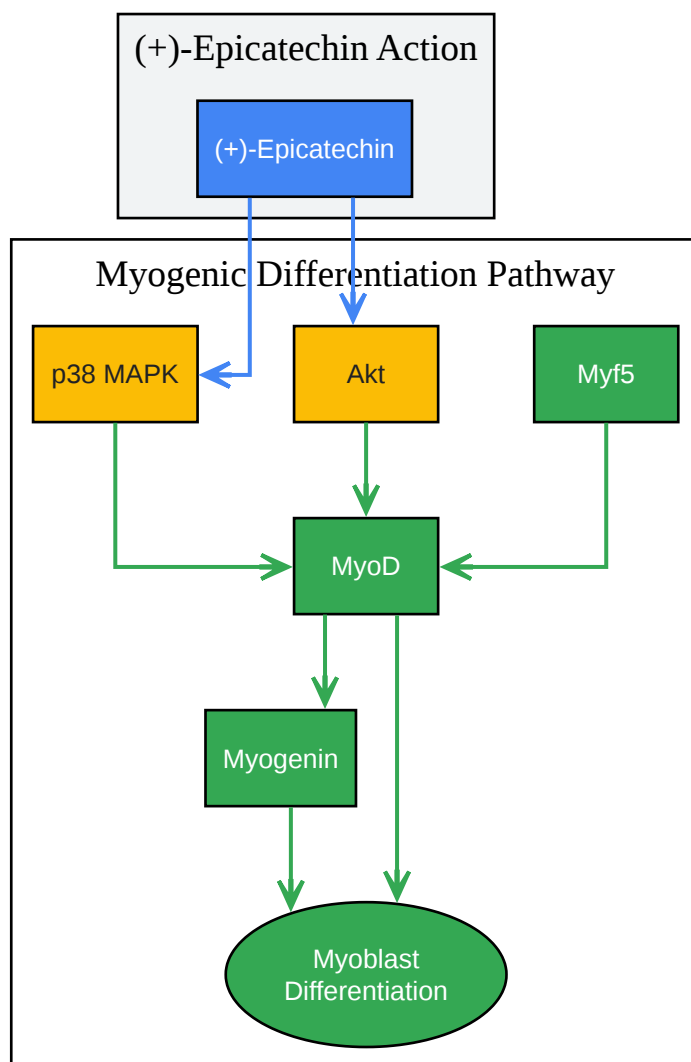 (+)-Epicatechin Action
(+)-Epicatechin
Myogenic Differentiation Pathway
p38 MAPK
Akt
Myf5
MyoD
Myogenin
Myoblast
Differentiation